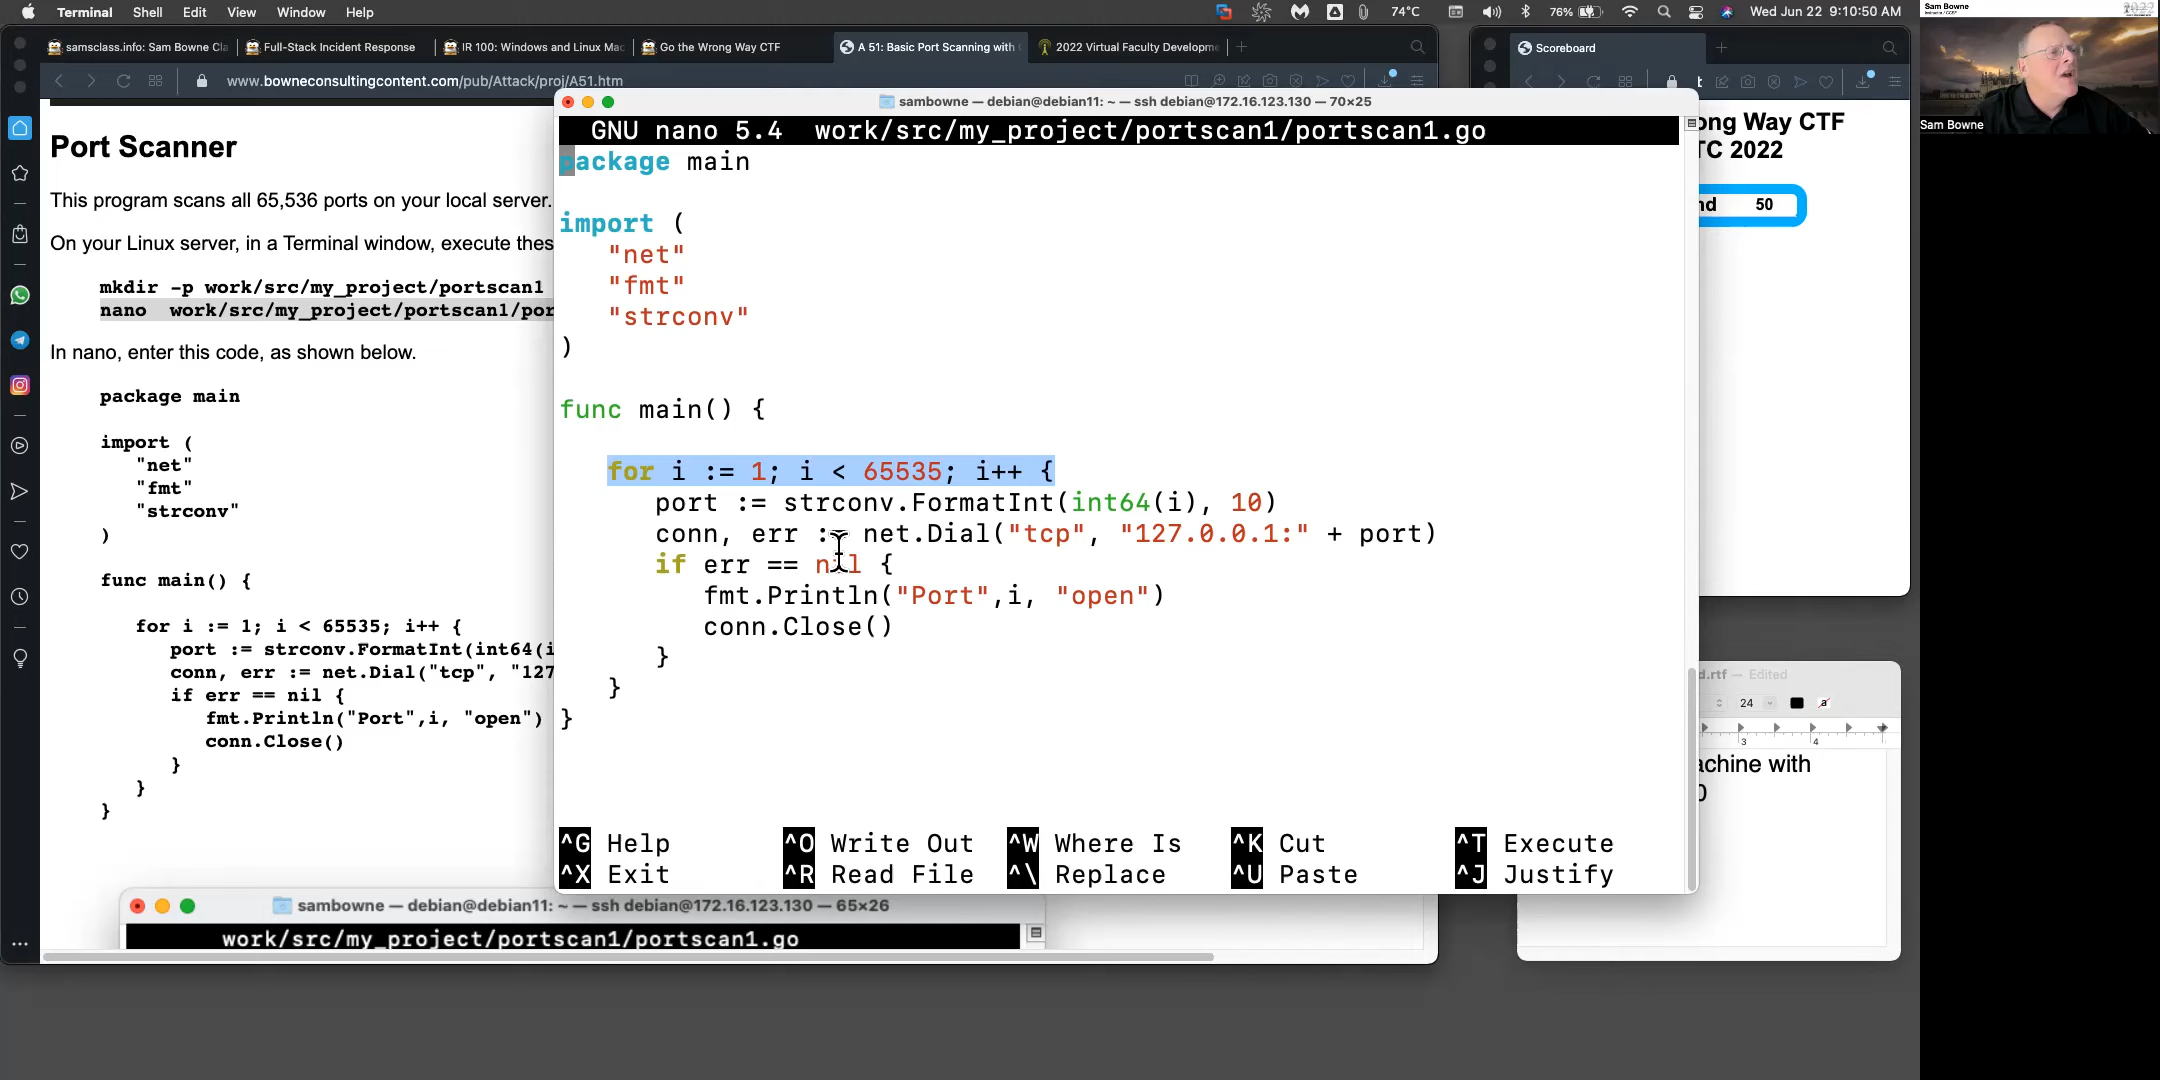 Terminal Shell Edit View Window Help
74°C 76% Wed Jun 22 9:10:50 AM
samsclass.info: Sam Bowne Cla
Full-Stack Incident Response
IR 100: Windows and Linux Mac
Go the Wrong Way CTF
A 51: Basic Port Scanning with G
2022 Virtual Faculty Developme
www.bowneconsultingcontent.com/pub/Attack/proj/A51.htm
Port Scanner
This program scans all 65,536 ports on your local server.
On your Linux server, in a Terminal window, execute thes
mkdir -p work/src/my_project/portscan1
nano  work/src/my_project/portscan1/por
In nano, enter this code, as shown below.
package main
import (
"net"
"fmt"
"strconv"
)
func main() {
for i := 1; i < 65535; i++ {
port := strconv.FormatInt(int64(i
conn, err := net.Dial("tcp", "127
if err == nil {
fmt.Println("Port",i, "open")
conn.Close()
}
}
}
sambowne — debian@debian11: ~ — ssh debian@172.16.123.130 — 65×26
work/src/my_project/portscan1/portscan1.go
sambowne — debian@debian11: ~ — ssh debian@172.16.123.130 — 70×25
GNU nano 5.4  work/src/my_project/portscan1/portscan1.go
package main
import (
"net"
"fmt"
"strconv"
)
func main() {
for i := 1; i < 65535; i++ {
port := strconv.FormatInt(int64(i), 10)
conn, err := net.Dial("tcp", "127.0.0.1:" + port)
if err == nil {
fmt.Println("Port",i, "open")
conn.Close()
}
}
}
^G Help ^O Write Out ^W Where Is ^K Cut ^T Execute
^X Exit ^R Read File ^\ Replace ^U Paste ^J Justify
Scoreboard
ong Way CTF
TC 2022
nd 50
d.rtf — Edited
24
3 4
achine with
0
Sam Bowne
2022
Sam Bowne